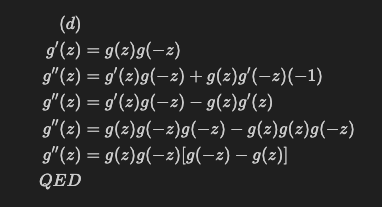 (d)
g′(z) = g(z)g(−z)
g″(z) = g′(z)g(−z) + g(z)g′(−z)(−1)
g″(z) = g′(z)g(−z) − g(z)g′(z)
g″(z) = g(z)g(−z)g(−z) − g(z)g(z)g(−z)
g″(z) = g(z)g(−z)[g(−z) − g(z)]
QED